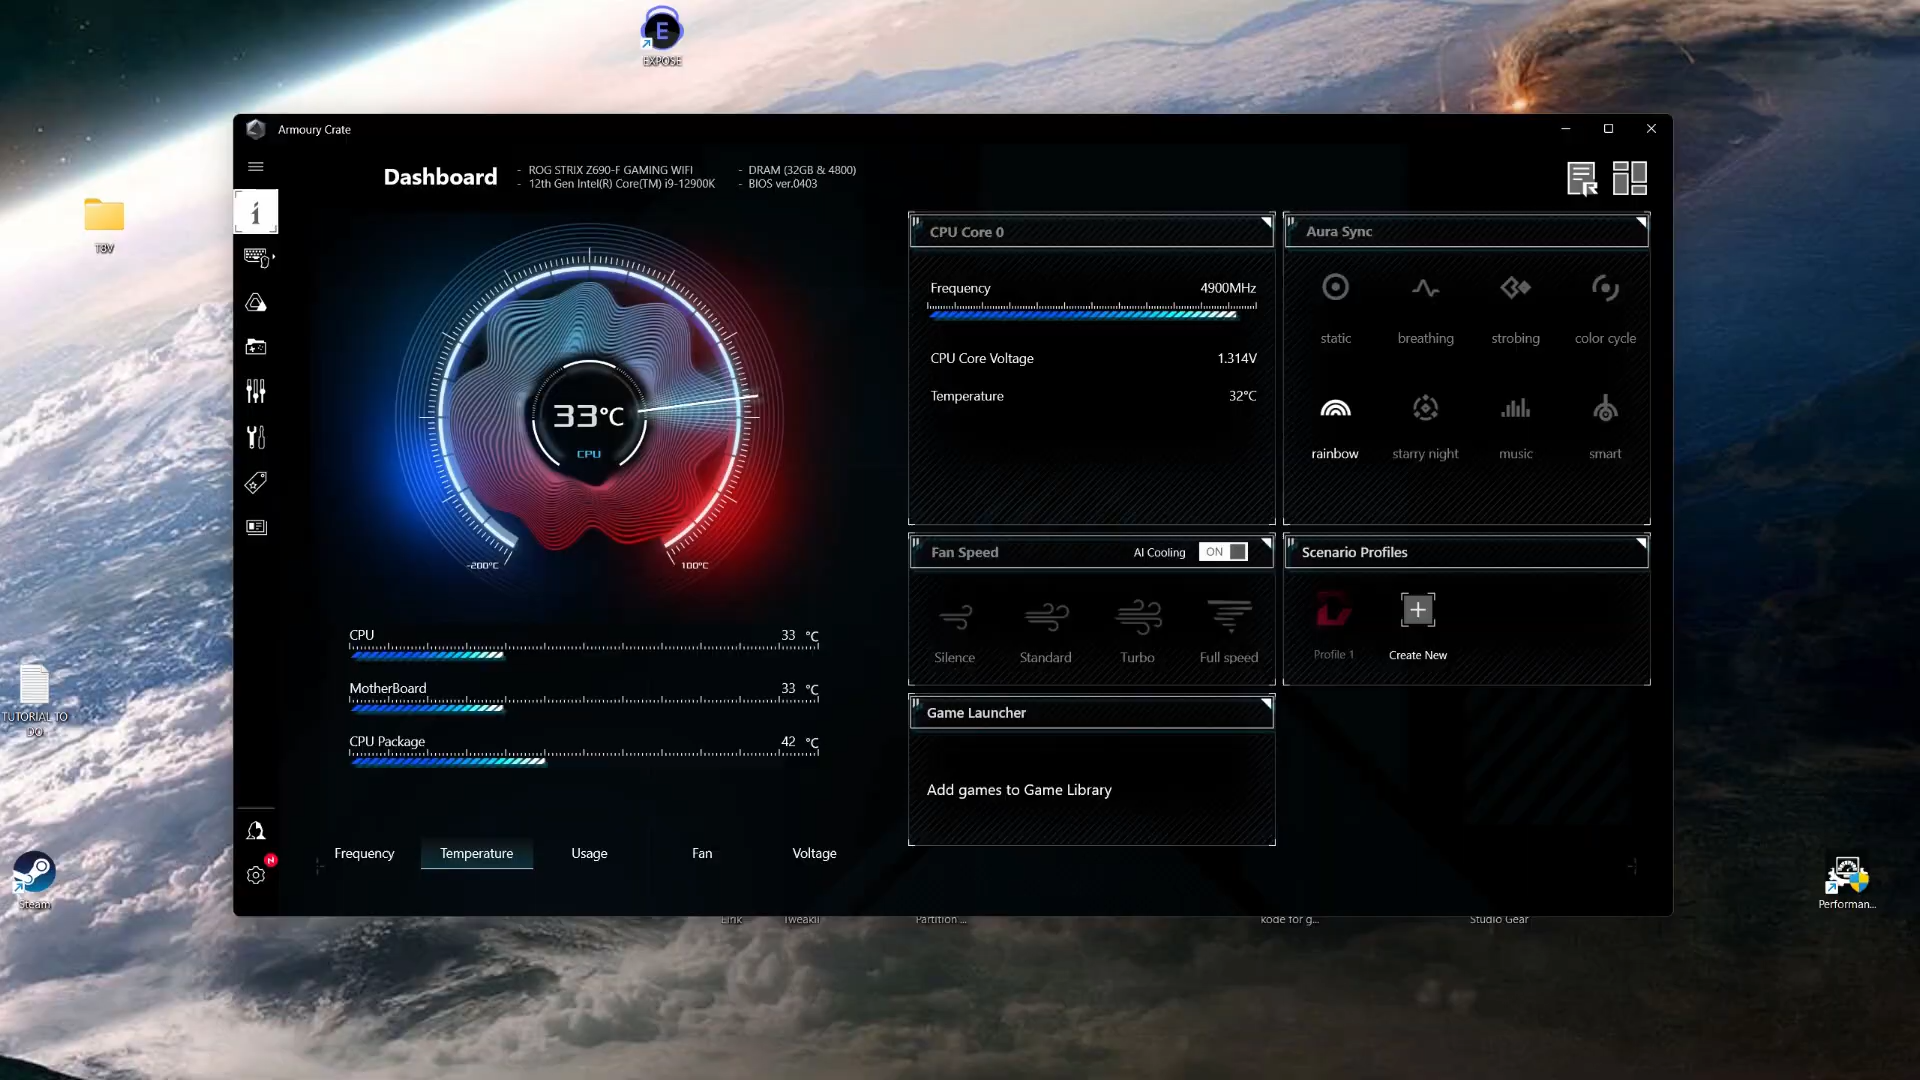 E
EXPOSE
T8V
TUTORIAL TO
DO
Steam
Performan...
Armoury Crate
Dashboard
- ROG STRIX Z690-F GAMING WIFI
- 12th Gen Intel(R) Core(TM) i9-12900K
- DRAM (32GB & 4800)
- BIOS ver.0403
33°C
CPU
-200°C
100°C
CPU 33 °C
MotherBoard 33 °C
CPU Package 42 °C
Frequency Temperature Usage Fan Voltage
N
CPU Core 0
Frequency 4900MHz
CPU Core Voltage 1.314V
Temperature 32°C
Aura Sync
static breathing strobing color cycle
rainbow starry night music smart
Fan Speed AI Cooling ON
Silence Standard Turbo Full speed
Scenario Profiles
Profile 1 Create New
Game Launcher
Add games to Game Library
Eirik Tweakii Partition ... kode for g... Studio Gear